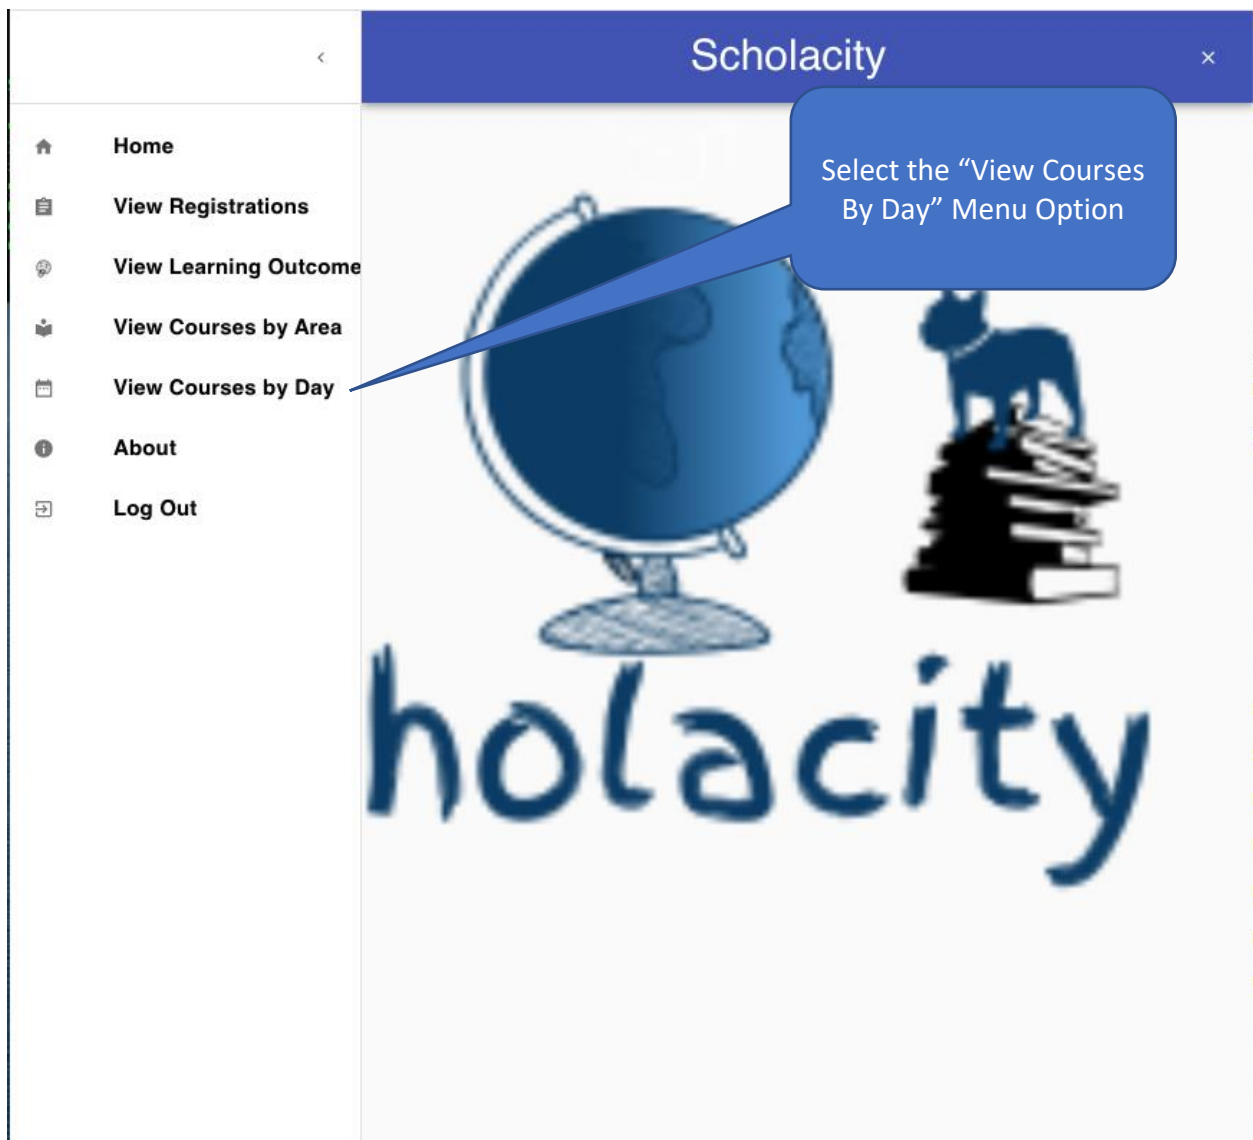 Scholacity
Select the “View Courses
By Day” Menu Option
Home
View Registrations
View Learning Outcome
View Courses by Area
View Courses by Day
About
Log Out
holacity